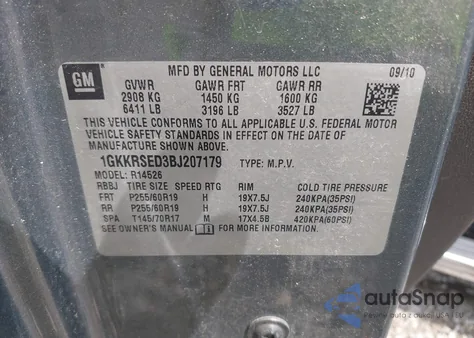 GM
MFD BY GENERAL MOTORS LLC 09/10
GVWR GAWR FRT GAWR RR
2908 KG 1450 KG 1600 KG
6411 LB 3196 LB 3527 LB
THIS VEHICLE CONFORMS TO ALL APPLICABLE U.S. FEDERAL MOTOR
VEHICLE SAFETY STANDARDS IN EFFECT ON THE DATE OF
MANUFACTURE SHOWN ABOVE.
1GKKRSED3BJ207179 TYPE: M.P.V.
MODEL: R14526
RBBJ TIRE SIZE SPEED RTG RIM COLD TIRE PRESSURE
FRT P255/60R19 H 19X7.5J 240KPA(35PSI)
RR P255/60R19 H 19X7.5J 240KPA(35PSI)
SPA T145/70R17 M 17X4.5B 420KPA(60PSI)
SEE OWNER'S MANUAL FOR MORE INFORMATION
autoSnap